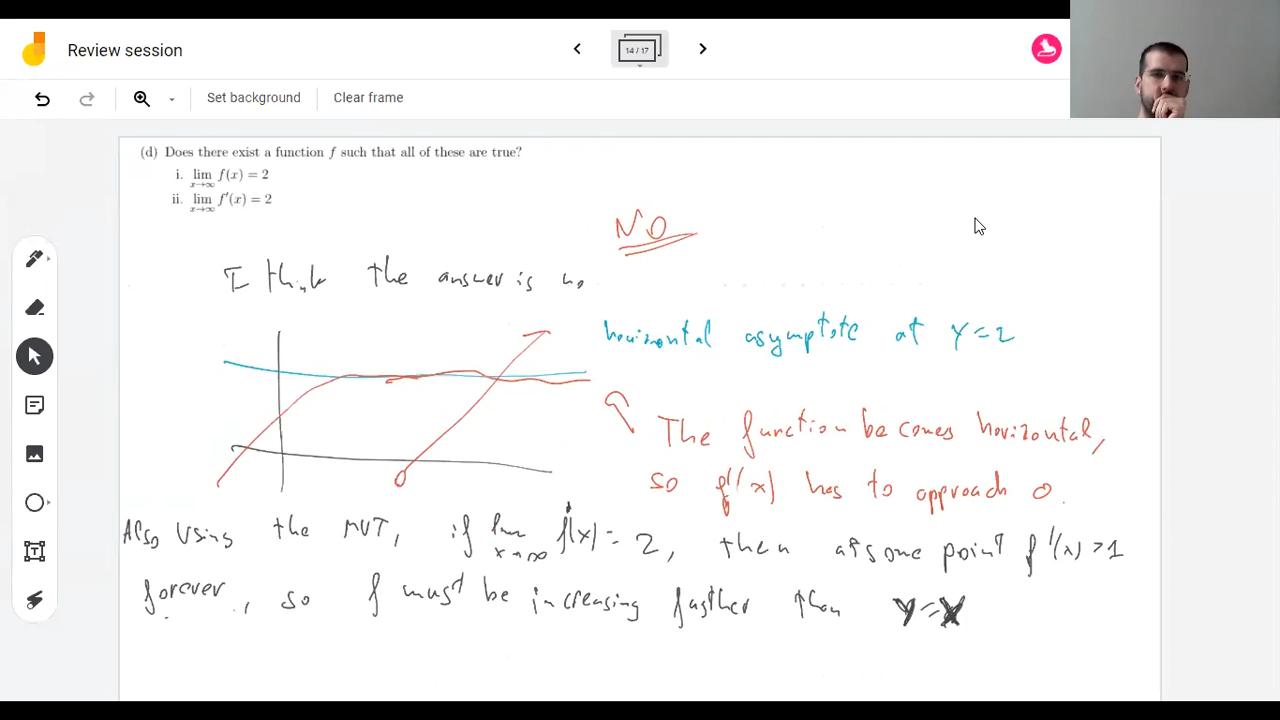 Review session
14 / 17
Set background
Clear frame
(d) Does there exist a function f such that all of these are true?
i. lim x→∞ f(x) = 2
ii. lim x→∞ f'(x) = 2
NO
I think the answer is no
horizontal asymptote at y=2
The function becomes horizontal,
so f'(x) has to approach 0.
Also using the MVT, if lim x→∞ f'(x) = 2, then at some point f'(x) > 1
forever, so f must be increasing fasther then y=x